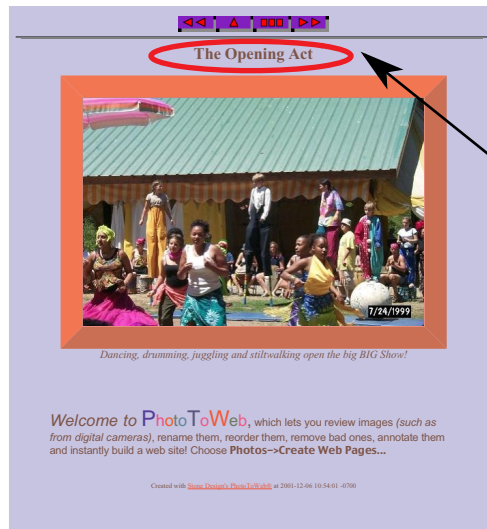 The Opening Act
7/24/1999
Dancing, drumming, juggling and stiltwalking open the big BIG Show!
Welcome to PhotoToWeb, which lets you review images (such as
from digital cameras), rename them, reorder them, remove bad ones, annotate them
and instantly build a web site! Choose Photos->Create Web Pages...
Created with Stone Design's PhotoToWeb® at 2001-12-06 10:54:01 -0700